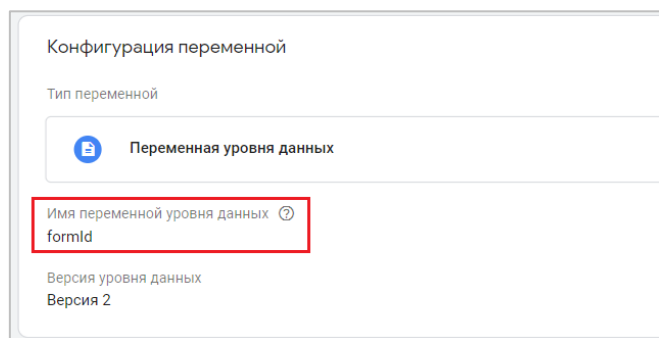 Конфигурация переменной
Тип переменной
Переменная уровня данных
Имя переменной уровня данных
formId
Версия уровня данных
Версия 2